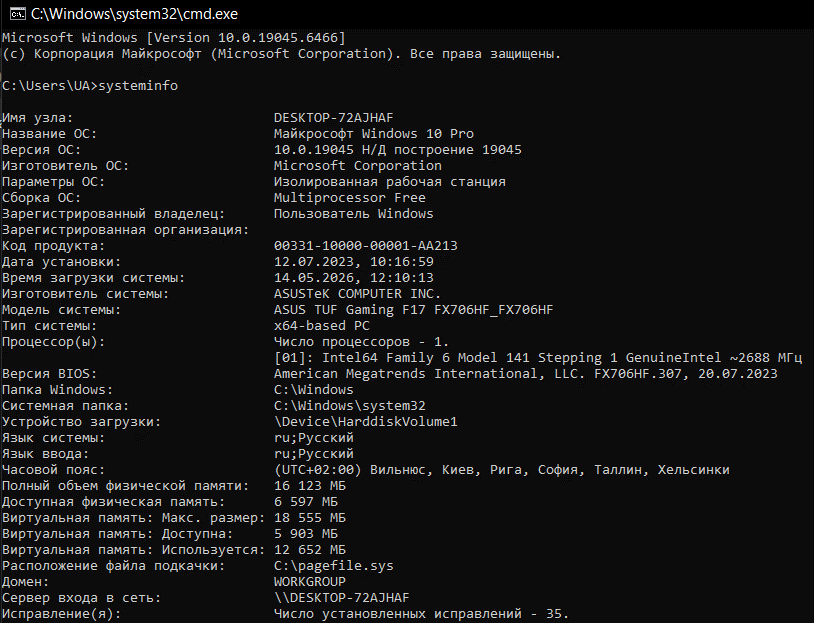 C:\Windows\system32\cmd.exe
Microsoft Windows [Version 10.0.19045.6466]
(c) Корпорация Майкрософт (Microsoft Corporation). Все права защищены.
C:\Users\UA>systeminfo
Имя узла: DESKTOP-72AJHAF
Название ОС: Майкрософт Windows 10 Pro
Версия ОС: 10.0.19045 Н/Д построение 19045
Изготовитель ОС: Microsoft Corporation
Параметры ОС: Изолированная рабочая станция
Сборка ОС: Multiprocessor Free
Зарегистрированный владелец: Пользователь Windows
Зарегистрированная организация:
Код продукта: 00331-10000-00001-AA213
Дата установки: 12.07.2023, 10:16:59
Время загрузки системы: 14.05.2026, 12:10:13
Изготовитель системы: ASUSTeK COMPUTER INC.
Модель системы: ASUS TUF Gaming F17 FX706HF_FX706HF
Тип системы: x64-based PC
Процессор(ы): Число процессоров - 1.
[01]: Intel64 Family 6 Model 141 Stepping 1 GenuineIntel ~2688 МГц
Версия BIOS: American Megatrends International, LLC. FX706HF.307, 20.07.2023
Папка Windows: C:\Windows
Системная папка: C:\Windows\system32
Устройство загрузки: \Device\HarddiskVolume1
Язык системы: ru;Русский
Язык ввода: ru;Русский
Часовой пояс: (UTC+02:00) Вильнюс, Киев, Рига, София, Таллин, Хельсинки
Полный объем физической памяти: 16 123 МБ
Доступная физическая память: 6 597 МБ
Виртуальная память: Макс. размер: 18 555 МБ
Виртуальная память: Доступна: 5 903 МБ
Виртуальная память: Используется: 12 652 МБ
Расположение файла подкачки: C:\pagefile.sys
Домен: WORKGROUP
Сервер входа в сеть: \\DESKTOP-72AJHAF
Исправление(я): Число установленных исправлений - 35.